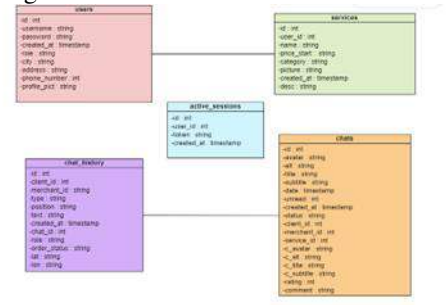 users
-id : int
-username : string
-password : string
-created_at : timestamp
-role : string
-city : string
-address : string
-phone_number : int
-profile_pict : string
services
-id : int
-user_id : int
-name : string
-price_start : string
-category : string
-picture : string
-created_at : timestamp
-desc : string
active_sessions
-id : int
-user_id : int
-token : string
-created_at : timestamp
chat_history
-id : int
-client_id : int
-merchant_id : string
-type : string
-position : string
-text : string
-created_at : timestamp
-chat_id : int
-role : string
-order_status : string
-lat : string
chats
-id : int
-avatar : string
-alt : string
-title : string
-subtitle : string
-date : timestamp
-unread : int
-created_at : timestamp
-status : string
-client_id : int
-merchant_id : int
-service_id : int
-c_avatar : string
-c_alt : string
-c_title : string
-c_subtitle : string
-rating : int
-comment : string